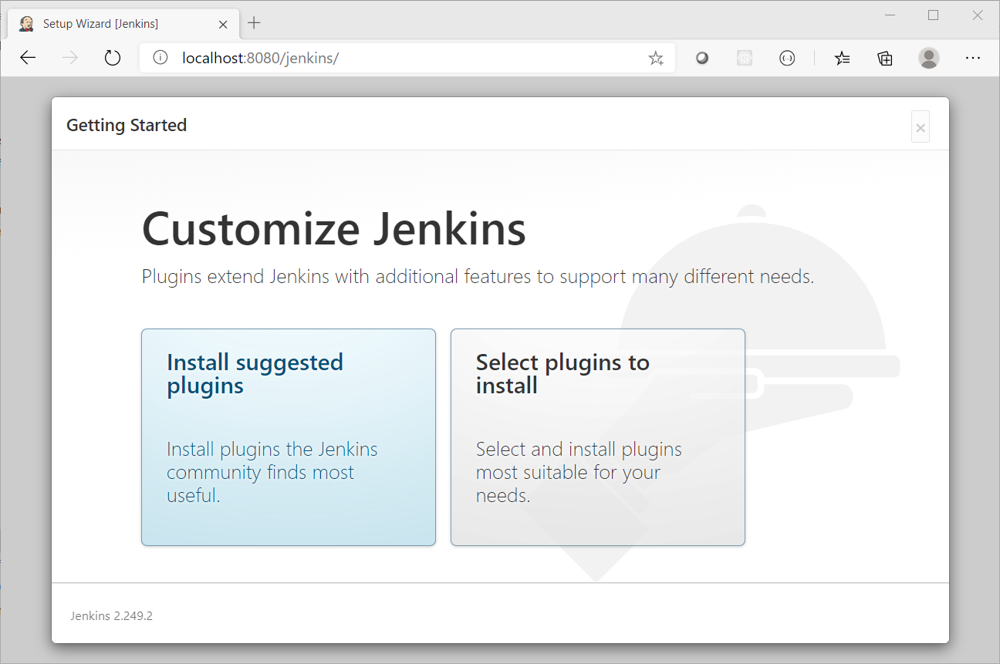 Setup Wizard [Jenkins]
localhost:8080/jenkins/
Getting Started
Customize Jenkins
Plugins extend Jenkins with additional features to support many different needs.
Install suggested
plugins
Install plugins the Jenkins
community finds most
useful.
Select plugins to
install
Select and install plugins
most suitable for your
needs.
Jenkins 2.249.2